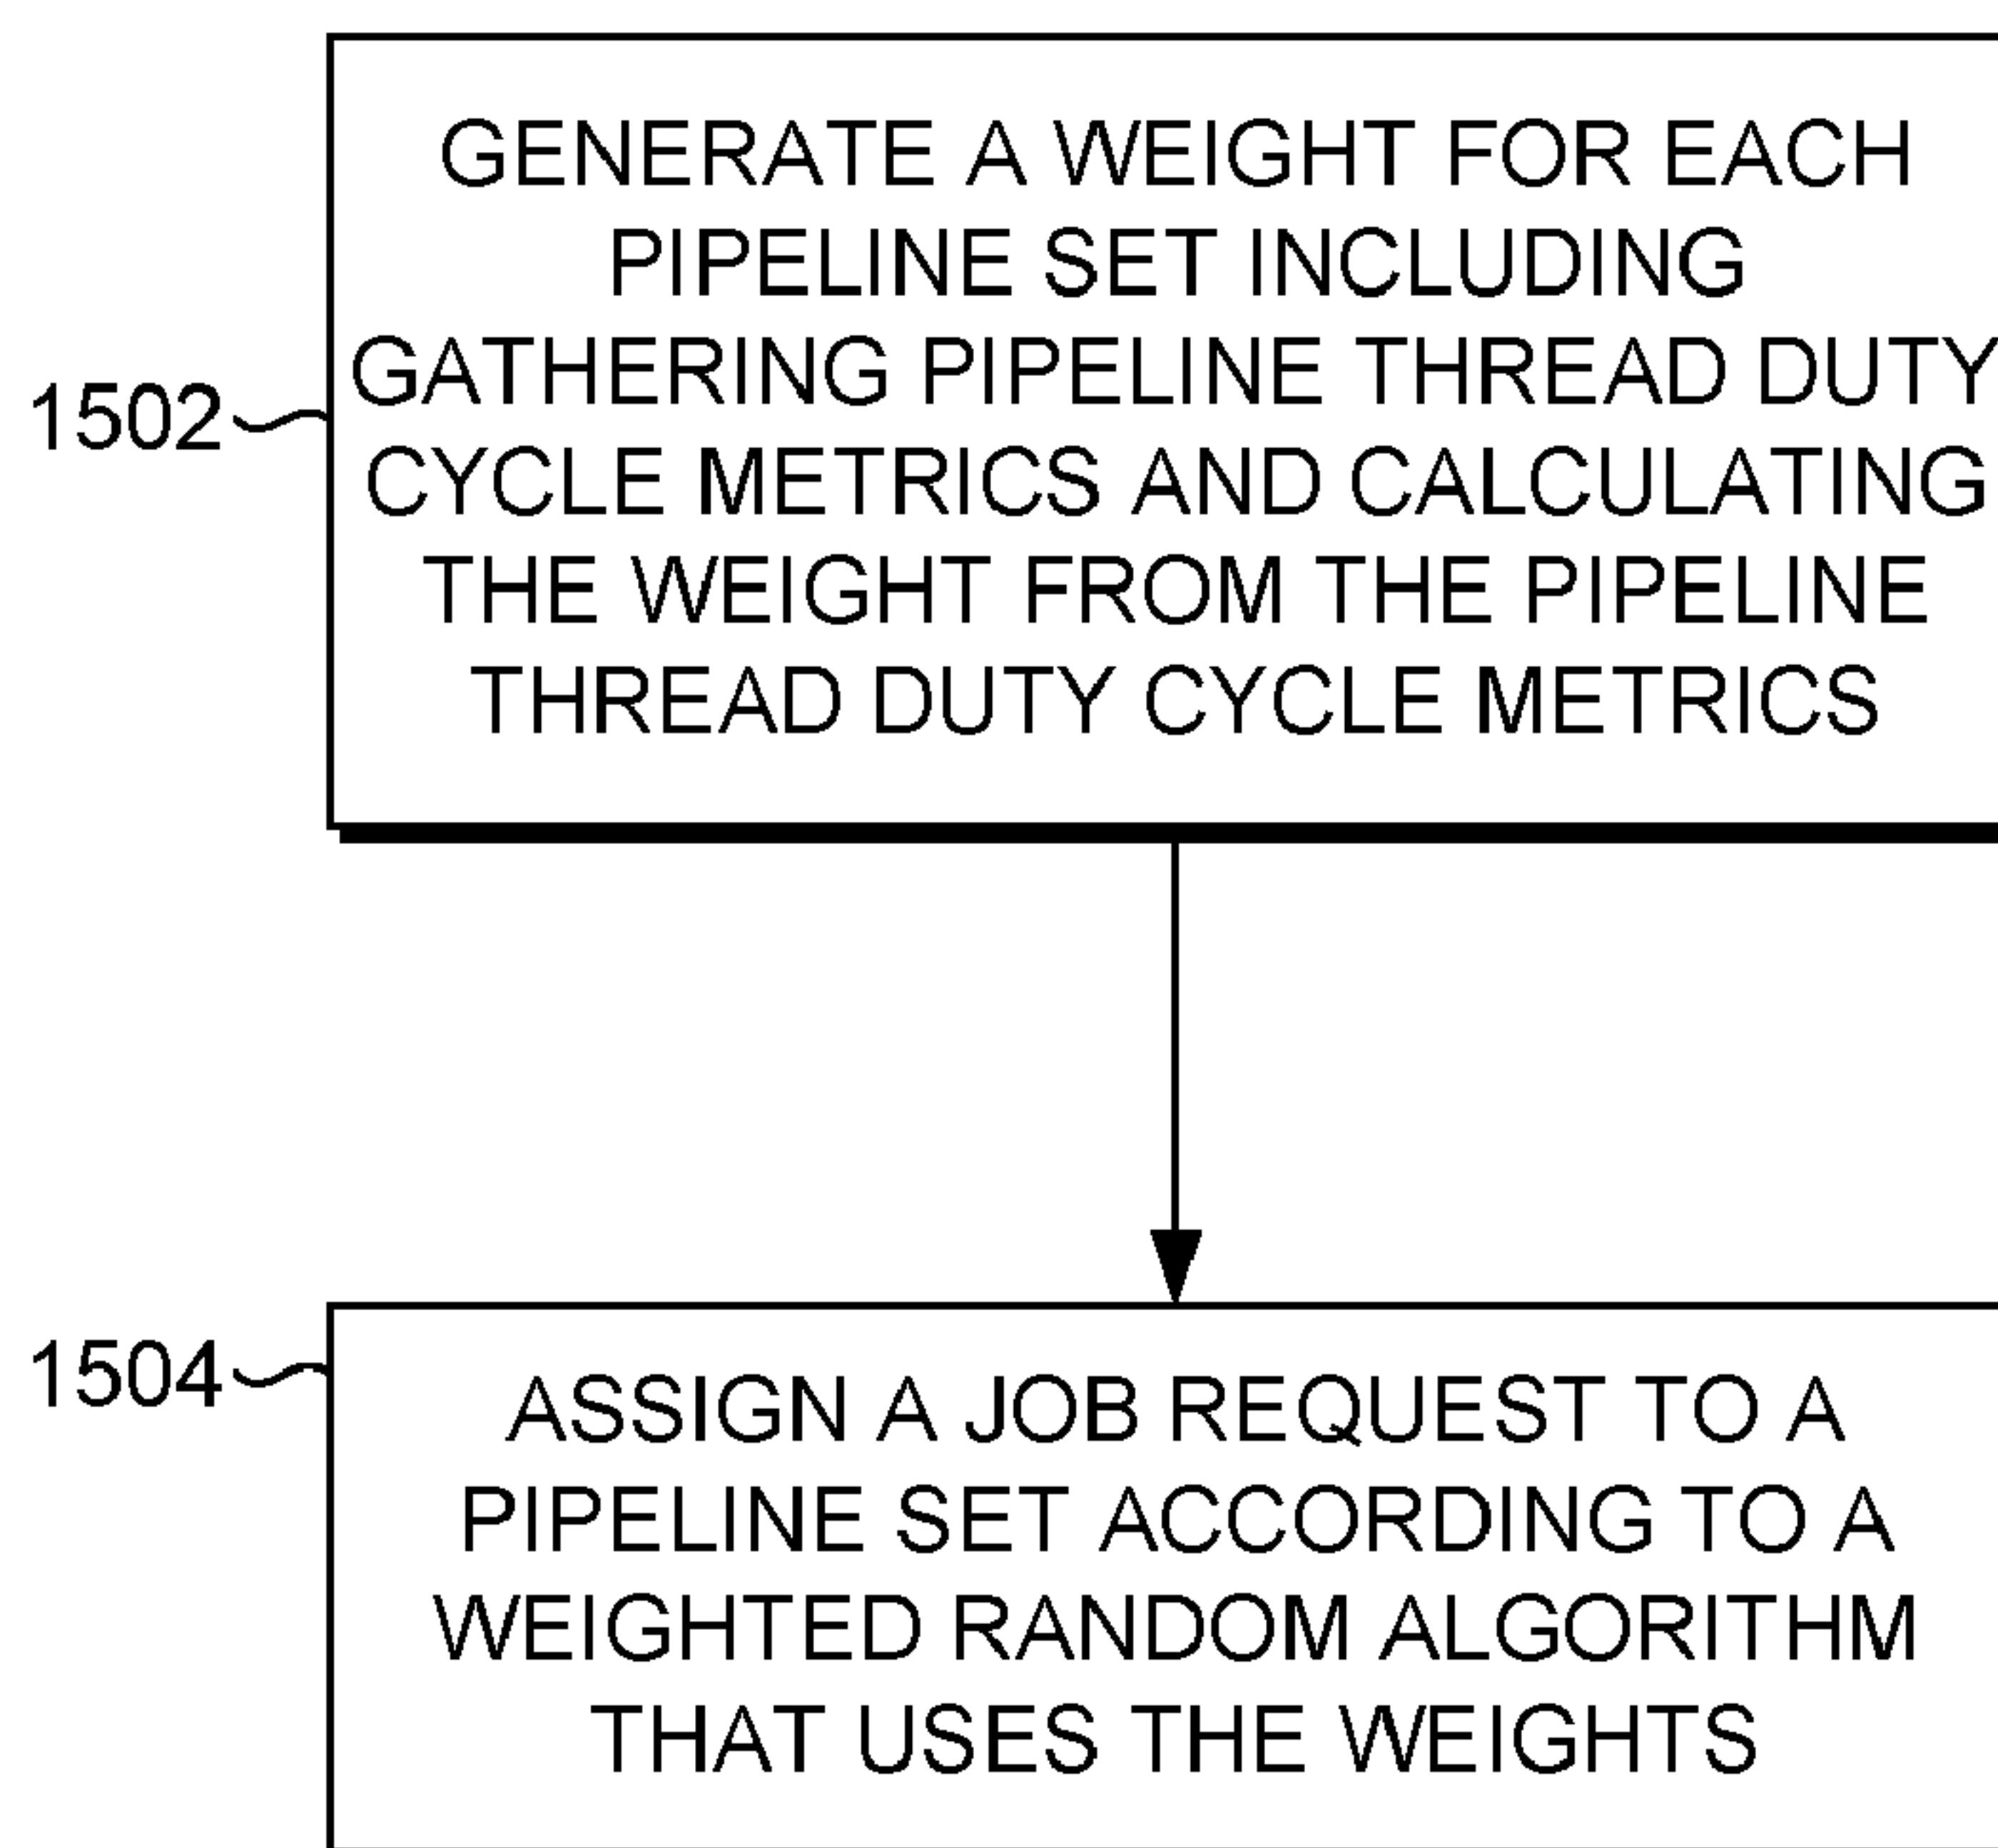 GENERATE A WEIGHT FOR EACH
PIPELINE SET INCLUDING
GATHERING PIPELINE THREAD DUTY
1502
CYCLE METRICS AND CALCULATING
THE WEIGHT FROM THE PIPELINE
THREAD DUTY CYCLE METRICS
1504
ASSIGN A JOB REQUEST TO A
PIPELINE SET ACCORDING TO A
WEIGHTED RANDOM ALGORITHM
THAT USES THE WEIGHTS